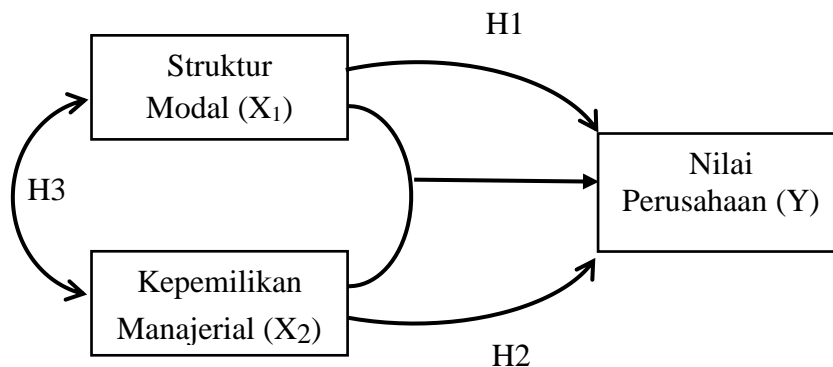 H1
Struktur
Modal (X₁)
Nilai
Perusahaan (Y)
H3
Kepemilikan
Manajerial (X2)
H2